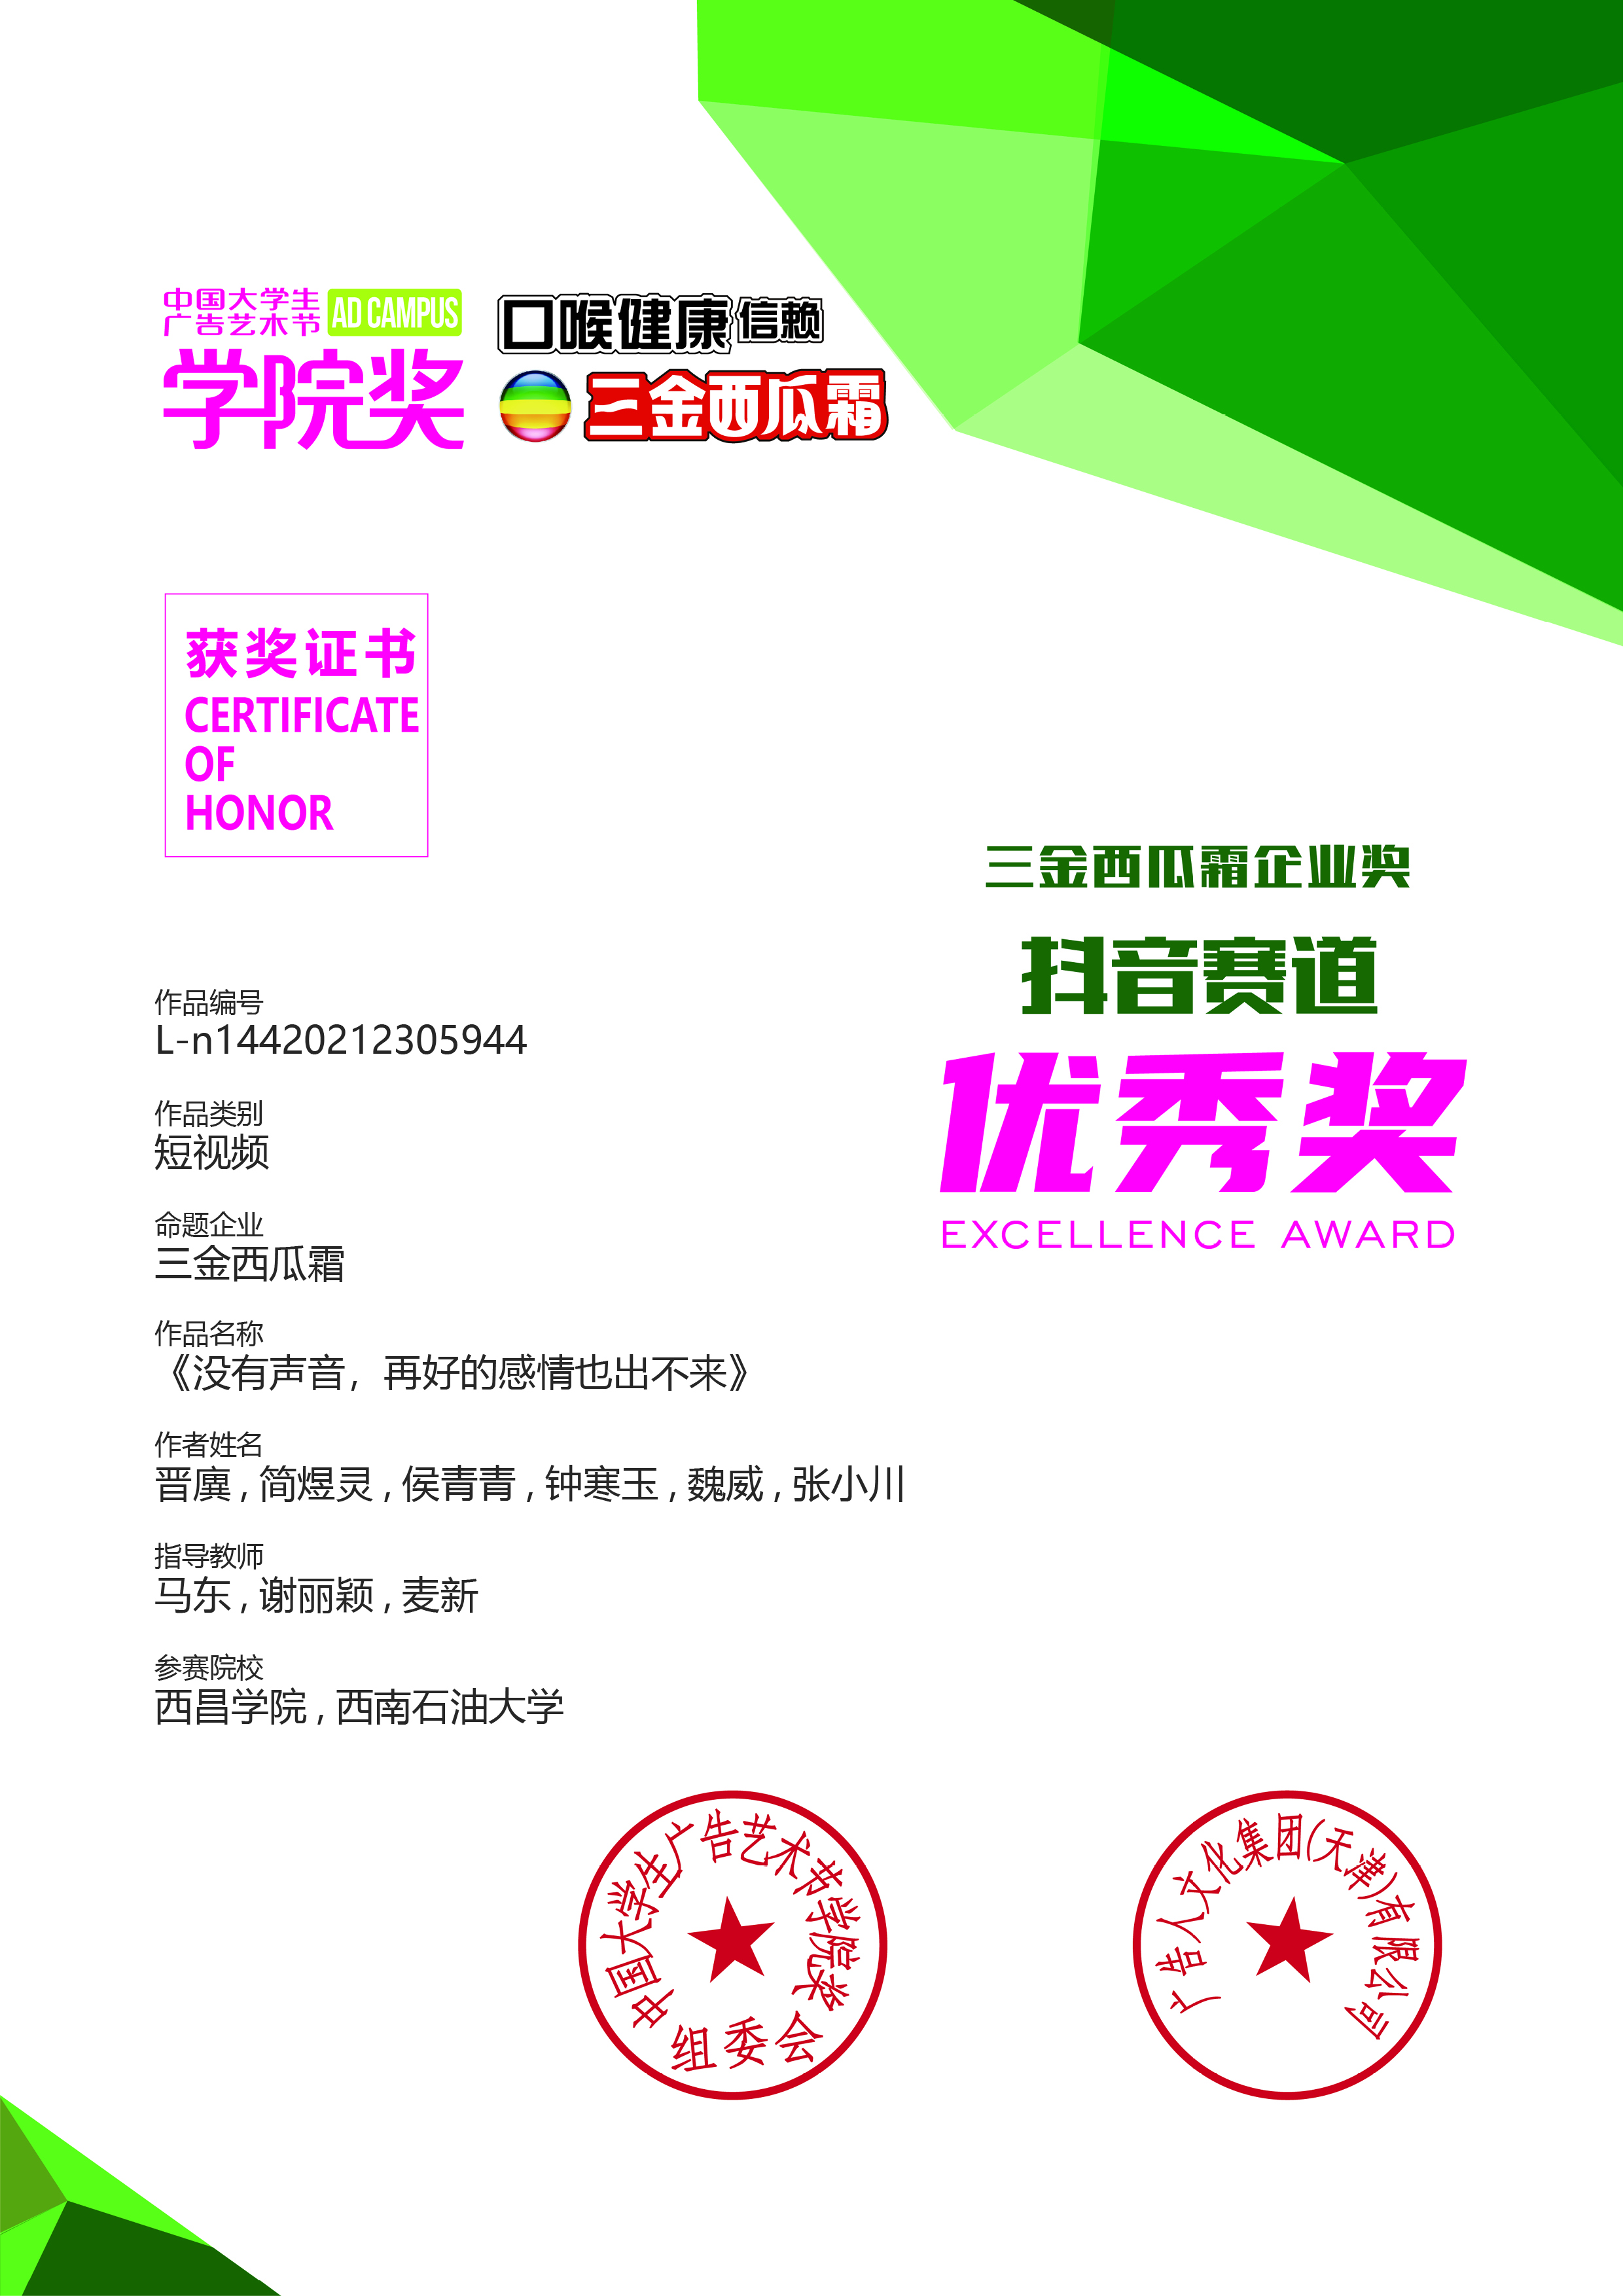 中国大学生
广告艺术节
AD CAMPUS
学院奖
口喉健康 信赖
三金西瓜霜
获奖证书
CERTIFICATE
OF
HONOR
三金西瓜霜企业奖
抖音赛道
优秀奖
EXCELLENCE AWARD
作品编号
L-n14420212305944
作品类别
短视频
命题企业
三金西瓜霜
作品名称
《没有声音，再好的感情也出不来》
作者姓名
晋廙 , 简煜灵 , 侯青青 , 钟寒玉 , 魏威 , 张小川
指导教师
马东 , 谢丽颖 , 麦新
参赛院校
西昌学院 , 西南石油大学
中国大学生广告艺术节学院奖
组委会
广告人文化集团(天津)有限公司